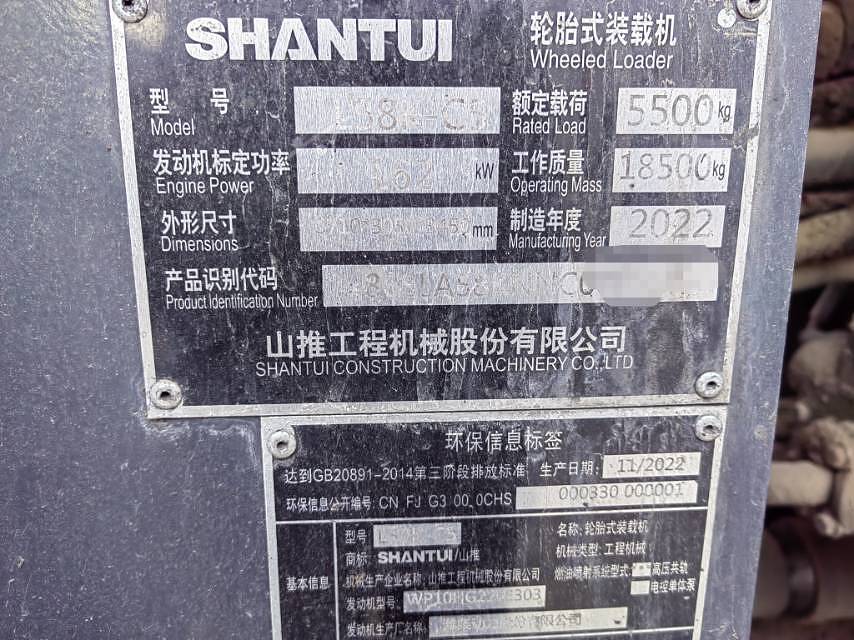 SHANTUI 轮胎式装载机
Wheeled Loader
型 号 额定载荷 5500 kg
Model Rated Load
发动机标定功率 kW 工作质量 18500 kg
Engine Power Operating Mass
外形尺寸 mm 制造年度 2022
Dimensions Manufacturing Year
产品识别代码
Product Identification Number
山推工程机械股份有限公司
SHANTUI CONSTRUCTION MACHINERY CO., LTD
环保信息标签
达到GB20891-2014第三阶段排放标准 生产日期: 11/2022
环保信息公开编号: CN FJ G3 00 0CHS 000330 000001
型号 名称: 轮胎式装载机
商标: SHANTUI/山推 机械类型: 工程机械
基本信息 机械生产企业名称: 山推工程机械股份有限公司 燃油喷射系统型式: 高压共轨
发动机型号: 电控单体泵
发动机生产厂名称: